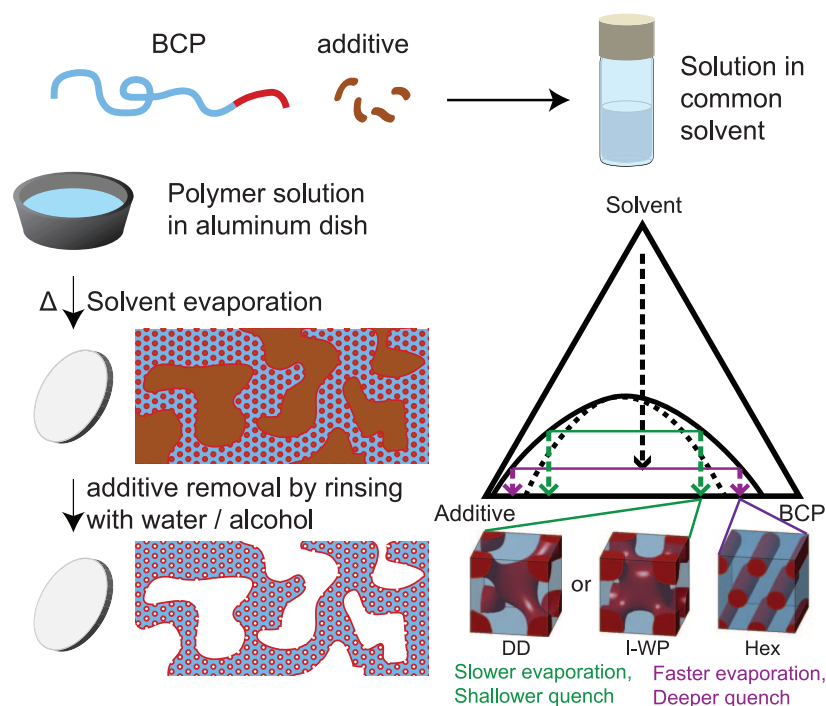 BCP
additive
Solution in
common
solvent
Polymer solution
in aluminum dish
Δ
Solvent evaporation
additive removal by rinsing
with water / alcohol
Solvent
Additive
BCP
or
DD
I-WP
Hex
Slower evaporation,
Shallower quench
Faster evaporation,
Deeper quench